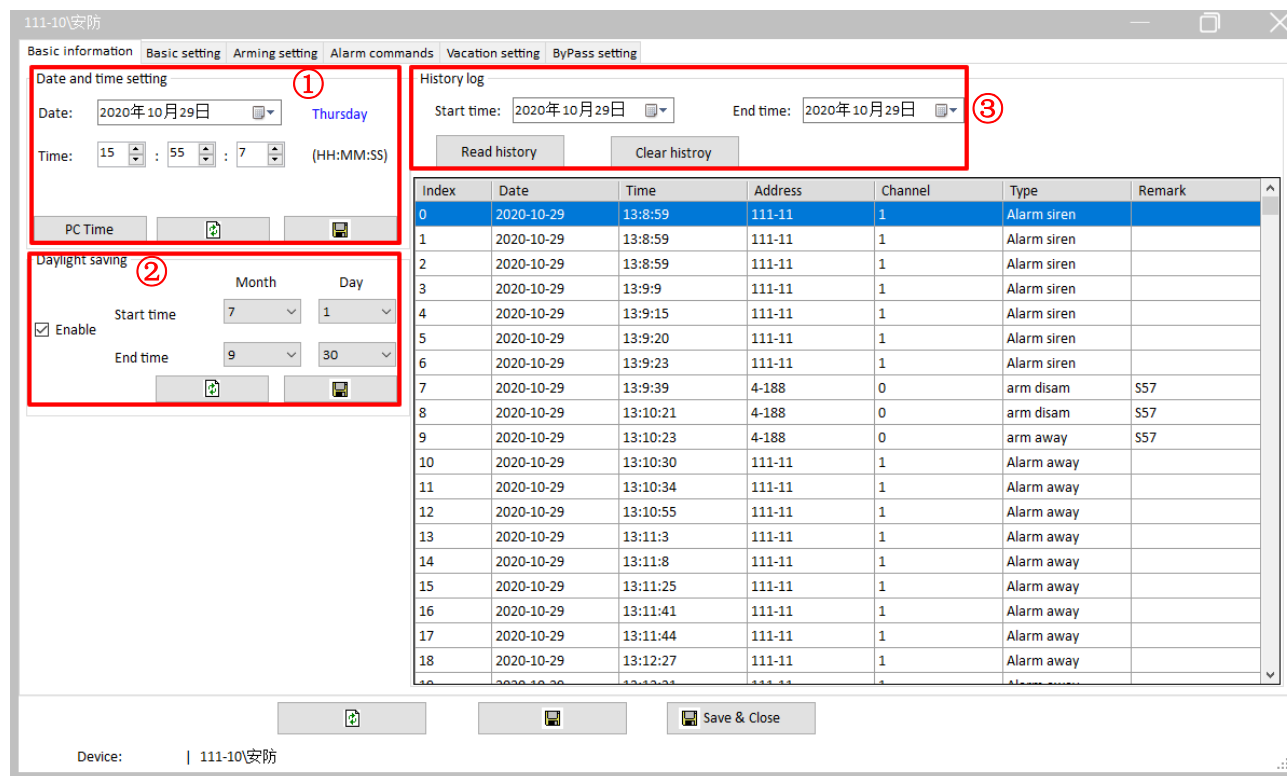 111-10\安防
Basic information Basic setting Arming setting Alarm commands Vacation setting ByPass setting
Date and time setting ①
Date: 2020年10月29日 Thursday
Time: 15 : 55 : 7 (HH:MM:SS)
PC Time
Daylight saving ②
Month Day
Start time 7 1
Enable
End time 9 30
History log
Start time: 2020年10月29日 End time: 2020年10月29日 ③
Read history Clear histroy
Index Date Time Address Channel Type Remark
0 2020-10-29 13:8:59 111-11 1 Alarm siren
1 2020-10-29 13:8:59 111-11 1 Alarm siren
2 2020-10-29 13:8:59 111-11 1 Alarm siren
3 2020-10-29 13:9:9 111-11 1 Alarm siren
4 2020-10-29 13:9:15 111-11 1 Alarm siren
5 2020-10-29 13:9:20 111-11 1 Alarm siren
6 2020-10-29 13:9:23 111-11 1 Alarm siren
7 2020-10-29 13:9:39 4-188 0 arm disam S57
8 2020-10-29 13:10:21 4-188 0 arm disam S57
9 2020-10-29 13:10:23 4-188 0 arm away S57
10 2020-10-29 13:10:30 111-11 1 Alarm away
11 2020-10-29 13:10:34 111-11 1 Alarm away
12 2020-10-29 13:10:55 111-11 1 Alarm away
13 2020-10-29 13:11:3 111-11 1 Alarm away
14 2020-10-29 13:11:8 111-11 1 Alarm away
15 2020-10-29 13:11:25 111-11 1 Alarm away
16 2020-10-29 13:11:41 111-11 1 Alarm away
17 2020-10-29 13:11:44 111-11 1 Alarm away
18 2020-10-29 13:12:27 111-11 1 Alarm away
Save & Close
Device: | 111-10\安防